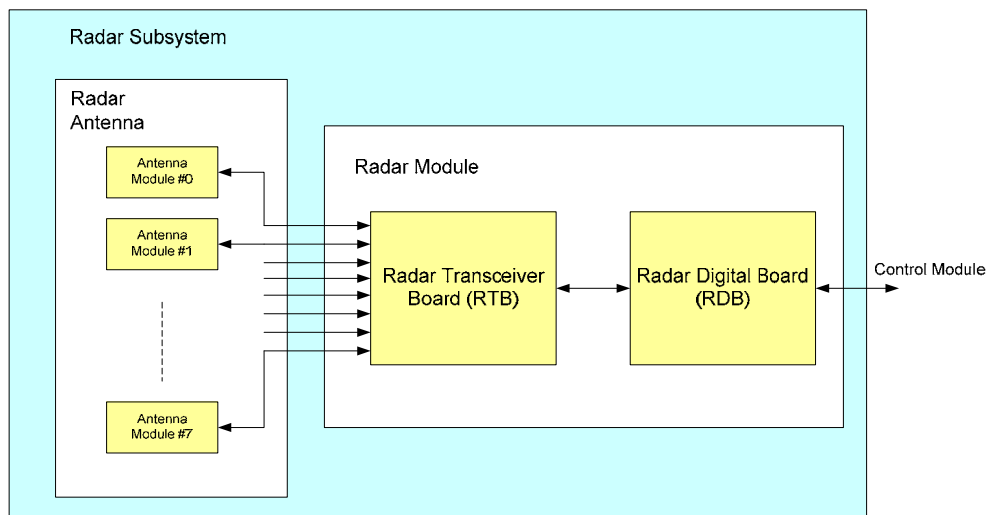 Radar Subsystem
Radar
Antenna
Antenna
Module #0
Antenna
Module #1
Antenna
Module #7
Radar Module
Radar Transceiver
Board (RTB)
Radar Digital Board
(RDB)
Control Module